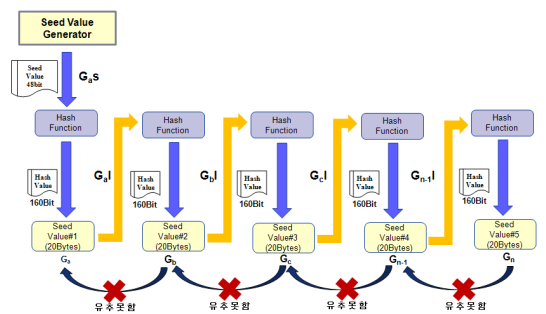 Seed Value
Generator
Seed
Value
48bit
GaS
Hash
Function
Hash
Function
Hash
Function
Hash
Function
Hash
Function
Hash
Value
160Bit
GaI
Hash
Value
160Bit
GbI
Hash
Value
160Bit
GcI
Hash
Value
160Bit
Gn-1I
Hash
Value
160Bit
Seed
Value#1
(20Bytes)
Seed
Value#2
(20Bytes)
Seed
Value#3
(20Bytes)
Seed
Value#4
(20Bytes)
Seed
Value#5
(20Bytes)
Ga
Gb
Gc
Gn-1
Gn
유추못함
유추못함
유추못함
유추못함